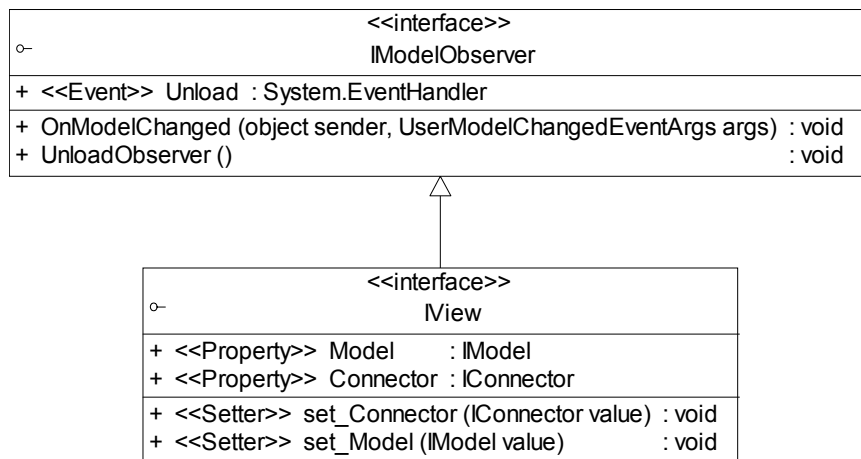 <<interface>>
IModelObserver
+ <<Event>> Unload : System.EventHandler
+ OnModelChanged (object sender, UserModelChangedEventArgs args) : void
+ UnloadObserver () : void
<<interface>>
IView
+ <<Property>> Model : IModel
+ <<Property>> Connector : IConnector
+ <<Setter>> set_Connector (IConnector value) : void
+ <<Setter>> set_Model (IModel value) : void